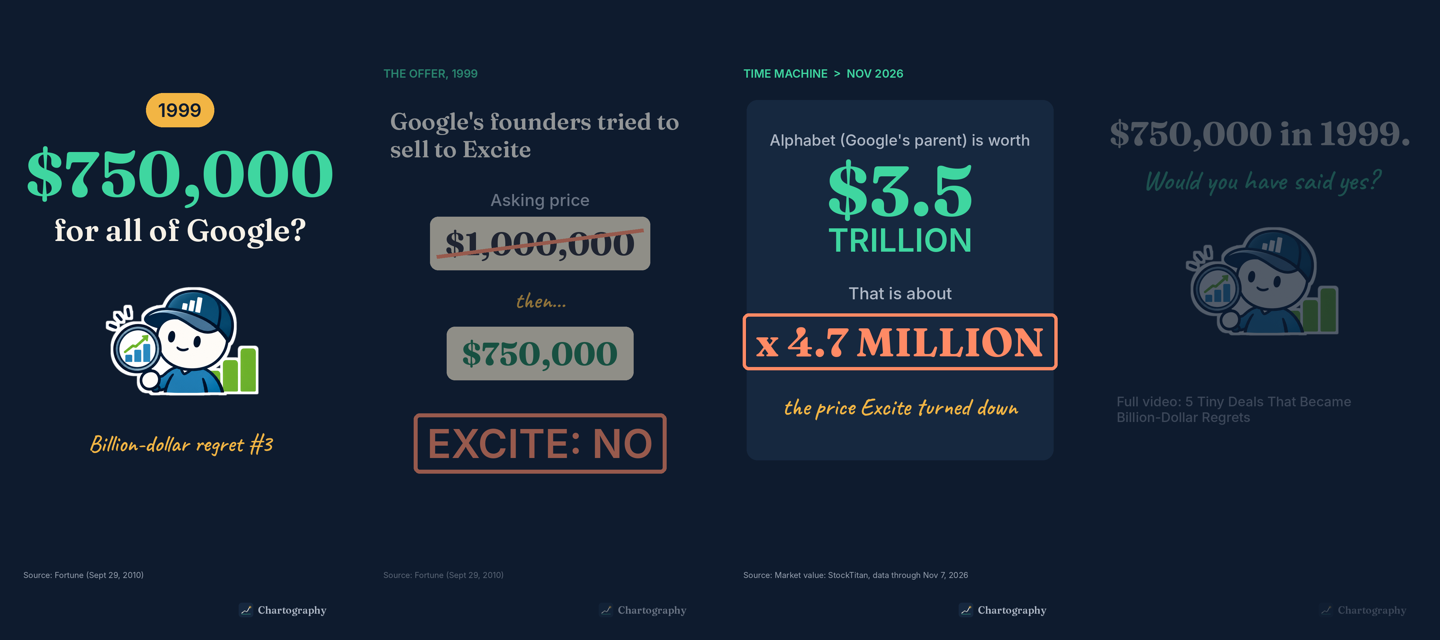 1999
$750,000
for all of Google?
Billion-dollar regret #3
Source: Fortune (Sept 29, 2010)
Chartography
THE OFFER, 1999
Google's founders tried to
sell to Excite
Asking price
$1,000,000
then...
$750,000
EXCITE: NO
Source: Fortune (Sept 29, 2010)
Chartography
TIME MACHINE > NOV 2026
Alphabet (Google's parent) is worth
$3.5
TRILLION
That is about
x 4.7 MILLION
the price Excite turned down
Source: Market value: StockTitan, data through Nov 7, 2026
Chartography
$750,000 in 1999.
Would you have said yes?
Full video: 5 Tiny Deals That Became
Billion-Dollar Regrets
Chartography